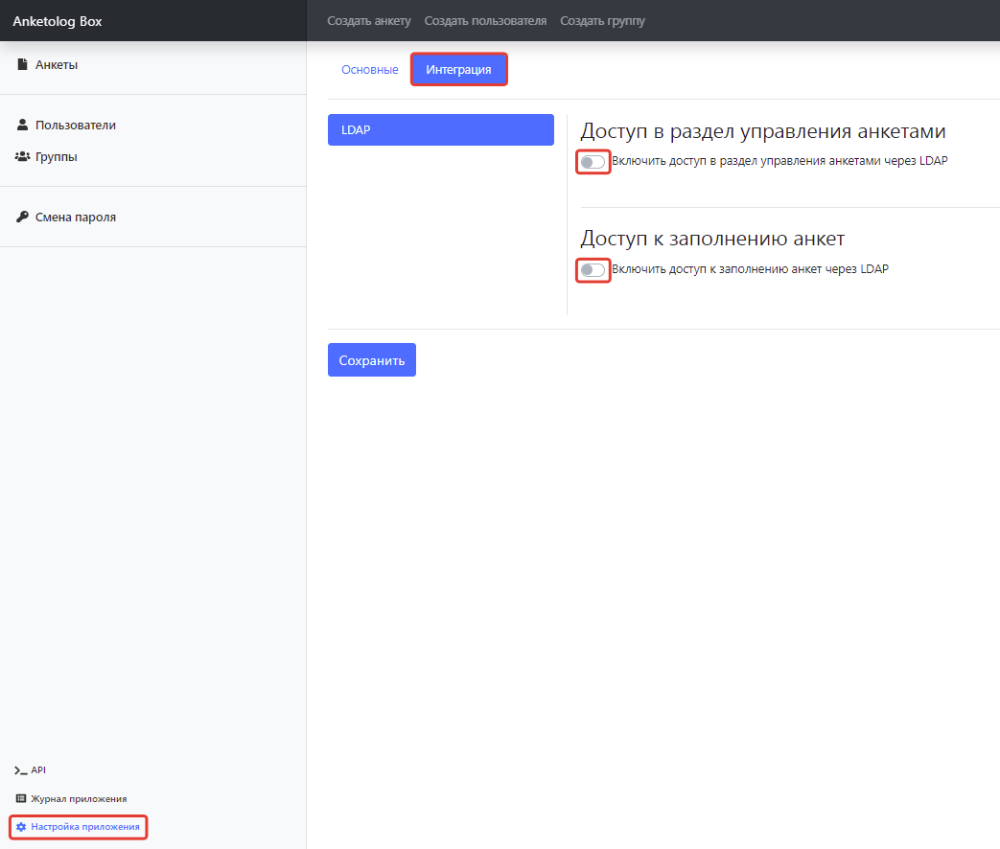 Anketolog Box
Создать анкету Создать пользователя Создать группу
Анкеты
Пользователи
Группы
Смена пароля
API
Журнал приложения
Настройка приложения
Основные Интеграция
LDAP
Доступ в раздел управления анкетами
Включить доступ в раздел управления анкетами через LDAP
Доступ к заполнению анкет
Включить доступ к заполнению анкет через LDAP
Сохранить